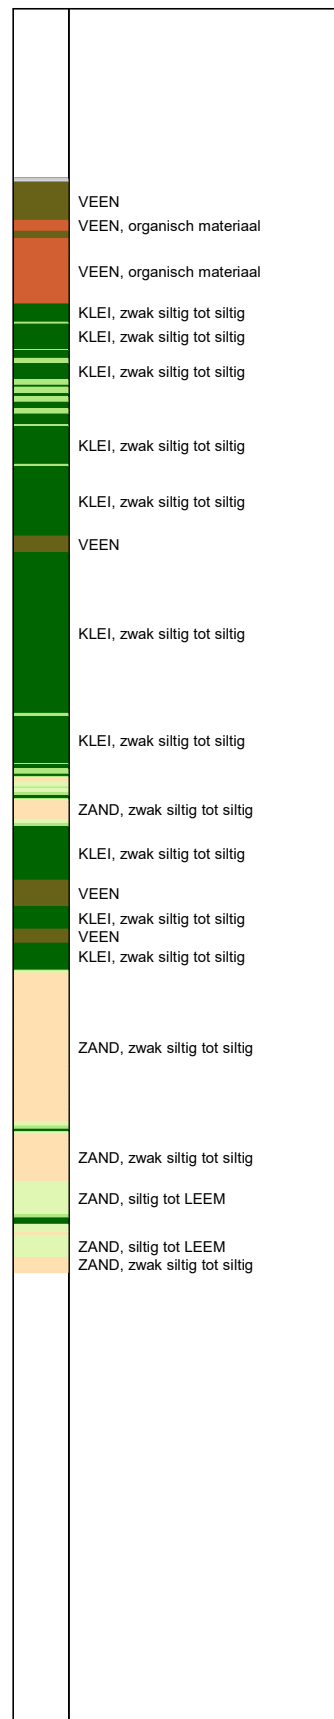 VEEN
VEEN, organisch materiaal
VEEN, organisch materiaal
KLEI, zwak siltig tot siltig
KLEI, zwak siltig tot siltig
KLEI, zwak siltig tot siltig
KLEI, zwak siltig tot siltig
KLEI, zwak siltig tot siltig
VEEN
KLEI, zwak siltig tot siltig
KLEI, zwak siltig tot siltig
ZAND, zwak siltig tot siltig
KLEI, zwak siltig tot siltig
VEEN
KLEI, zwak siltig tot siltig
VEEN
KLEI, zwak siltig tot siltig
ZAND, zwak siltig tot siltig
ZAND, zwak siltig tot siltig
ZAND, siltig tot LEEM
ZAND, siltig tot LEEM
ZAND, zwak siltig tot siltig